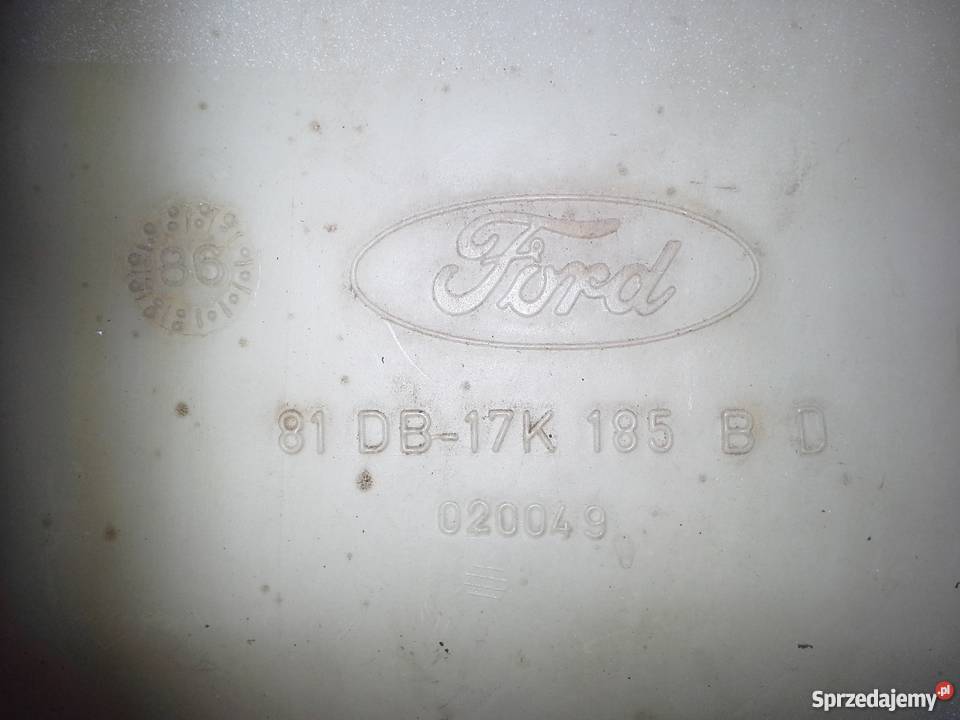 86
Ford
81 DB-17K 185 B D
020049
Sprzedajemy.pl